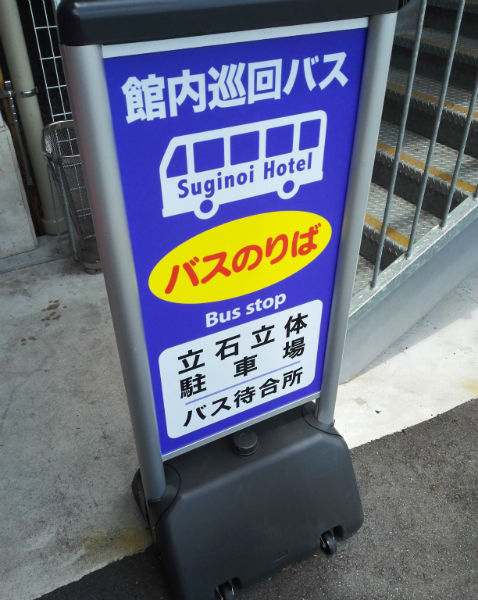 館内巡回バス
Suginoi Hotel
バスのりば
Bus stop
立石立体
駐車場
バス待合所